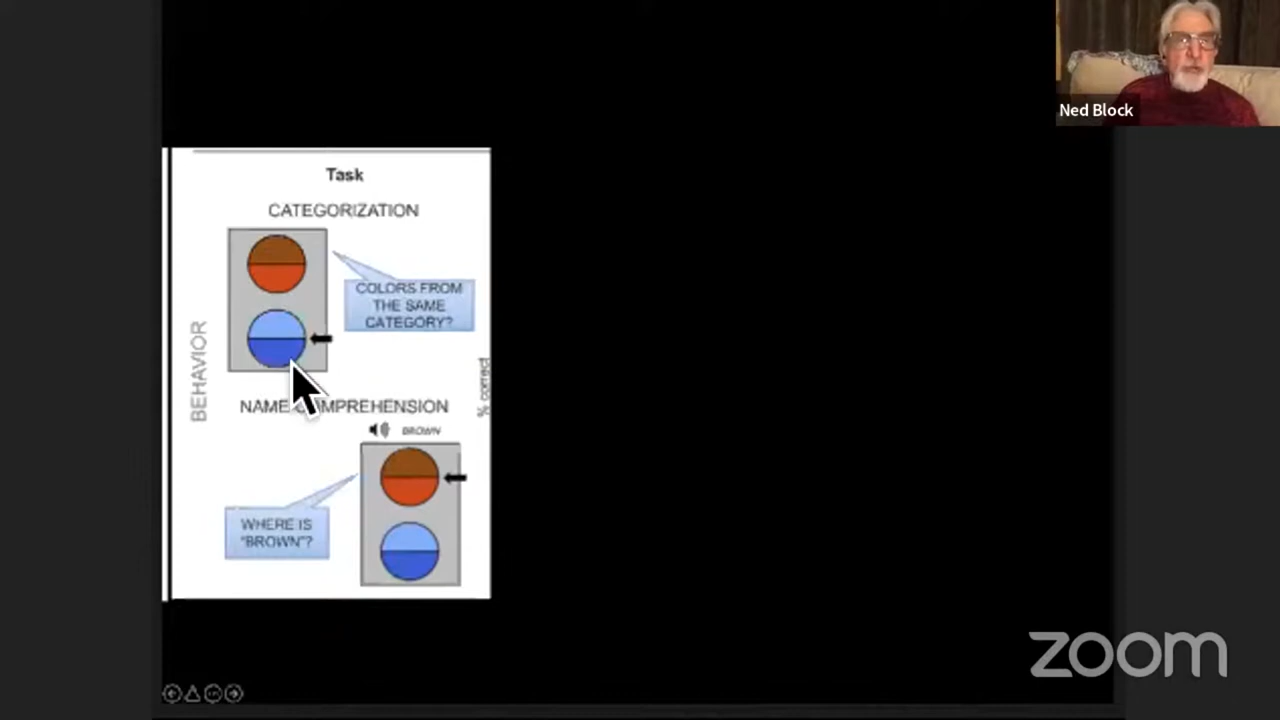 Ned Block
Task
CATEGORIZATION
COLORS FROM
THE SAME
CATEGORY?
BEHAVIOR
% correct
NAME COMPREHENSION
BROWN
WHERE IS
"BROWN"?
zoom